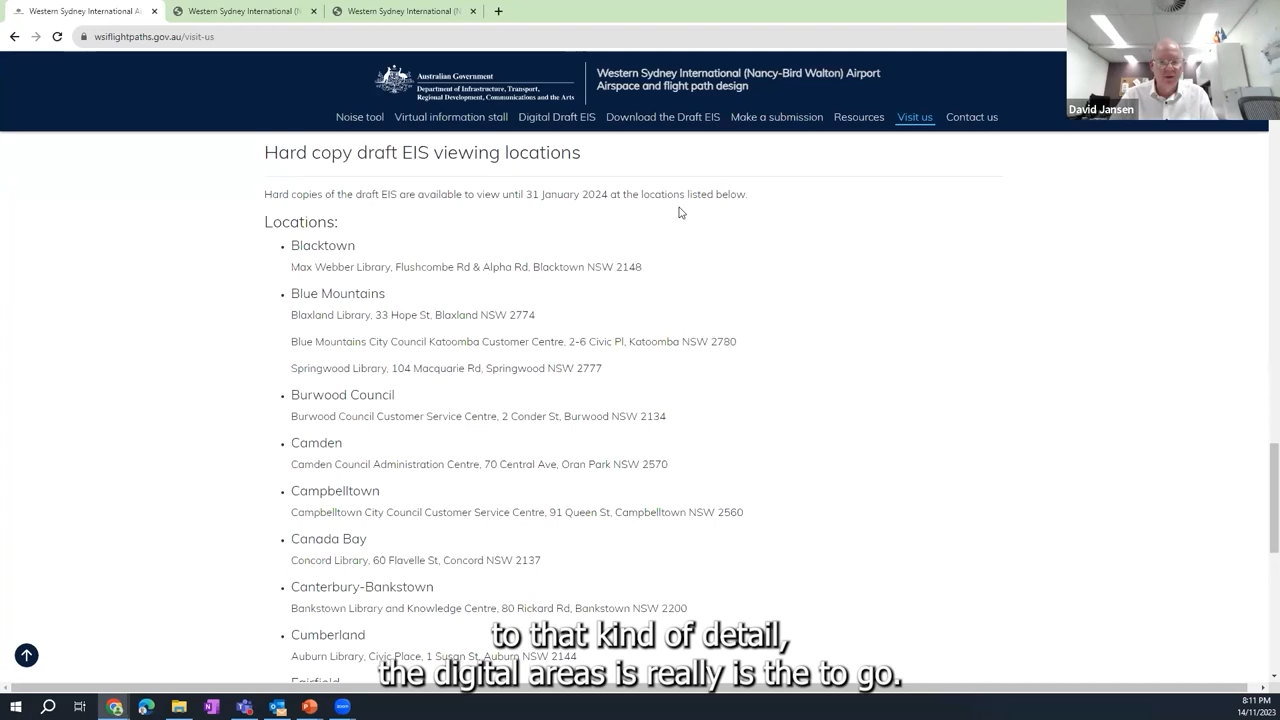 Western Sydney International Ai
Western Sydney International (N
Western Sydney International (N
wsiflightpaths.gov.au/visit-us
Australian Government
Department of Infrastructure, Transport,
Regional Development, Communications and the Arts
Western Sydney International (Nancy-Bird Walton) Airport
Airspace and flight path design
David Jansen
Noise tool Virtual information stall Digital Draft EIS Download the Draft EIS Make a submission Resources Visit us Contact us
Hard copy draft EIS viewing locations
Hard copies of the draft EIS are available to view until 31 January 2024 at the locations listed below.
Locations:
Blacktown
Max Webber Library, Flushcombe Rd & Alpha Rd, Blacktown NSW 2148
Blue Mountains
Blaxland Library, 33 Hope St, Blaxland NSW 2774
Blue Mountains City Council Katoomba Customer Centre. 2-6 Civic Pl, Katoomba NSW 2780
Springwood Library, 104 Macquarie Rd, Springwood NSW 2777
Burwood Council
Burwood Council Customer Service Centre, 2 Conder St, Burwood NSW 2134
Camden
Camden Council Administration Centre, 70 Central Ave, Oran Park NSW 2570
Campbelltown
Campbelltown City Council Customer Service Centre, 91 Queen St, Campbelltown NSW 2560
Canada Bay
Concord Library, 60 Flavelle St, Concord NSW 2137
Canterbury-Bankstown
Bankstown Library and Knowledge Centre, 80 Rickard Rd, Bankstown NSW 2200
Cumberland
Auburn Library, Civic Place, 1 Susan St, Auburn NSW 2144
Fairfield
to that kind of detail,
the digital areas is really is the to go.
8:11 PM
14/11/2023